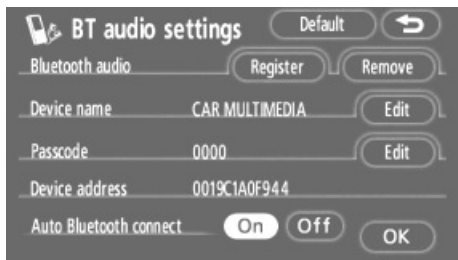 BT audio settings Default
Bluetooth audio Register Remove
Device name CAR MULTIMEDIA Edit
Passcode 0000 Edit
Device address 0019C1A0F944
Auto Bluetooth connect On Off OK